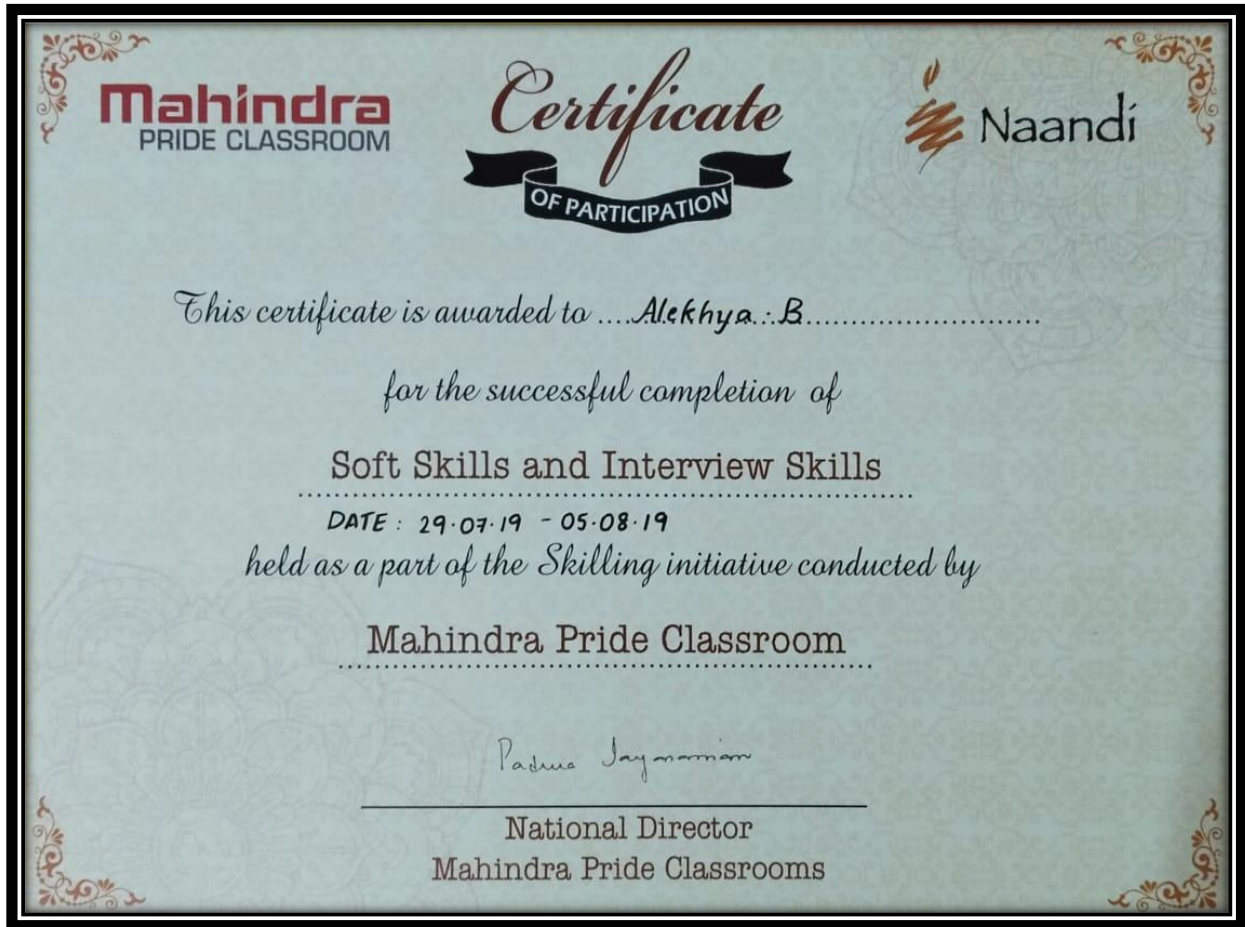 Mahindra
PRIDE CLASSROOM
Certificate
OF PARTICIPATION
Naandi
This certificate is awarded to ....Alekhya.:.B..............................
for the successful completion of
Soft Skills and Interview Skills
DATE : 29.07.19 - 05.08.19
held as a part of the Skilling initiative conducted by
Mahindra Pride Classroom
Padma
National Director
Mahindra Pride Classrooms